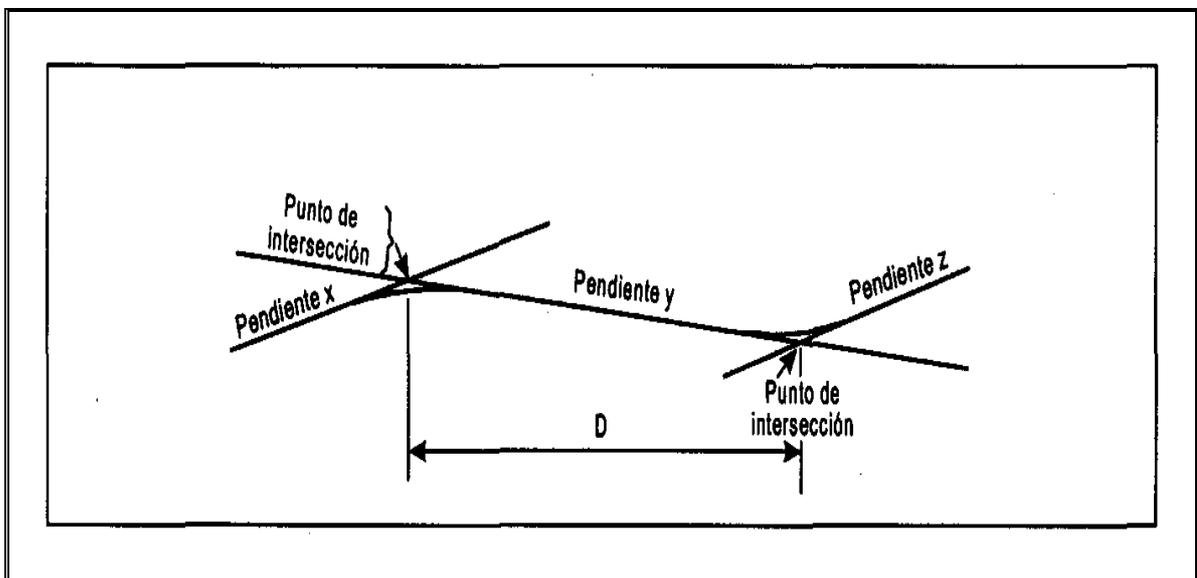 Punto de
intersección
Pendiente x
Pendiente y
Pendiente z
Punto de
intersección
D